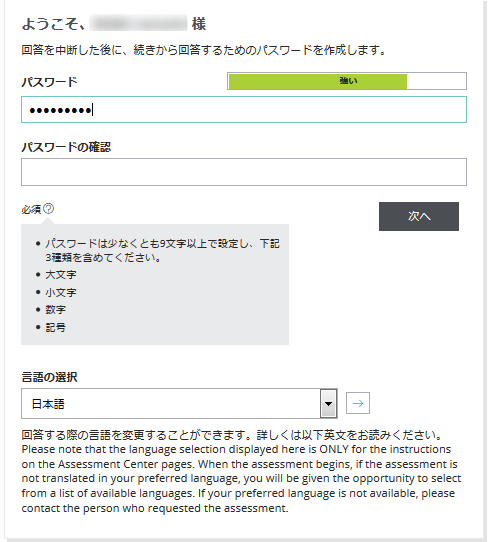 ようこそ、 様
回答を中断した後に、続きから回答するためのパスワードを作成します。
パスワード
強い
●●●●●●●●●
パスワードの確認
必須?
次へ
• パスワードは少なくとも9文字以上で設定し、下記
3種類を含めてください。
• 大文字
• 小文字
• 数字
• 記号
言語の選択
日本語
回答する際の言語を変更することができます。詳しくは以下英文をお読みください。
Please note that the language selection displayed here is ONLY for the instructions
on the Assessment Center pages. When the assessment begins, if the assessment is
not translated in your preferred language, you will be given the opportunity to select
from a list of available languages. If your preferred language is not available, please
contact the person who requested the assessment.